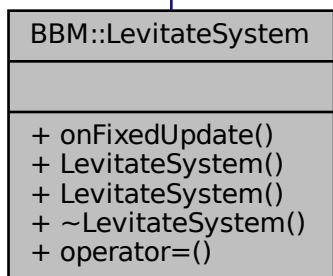 BBM::LevitateSystem
+ onFixedUpdate()
+ LevitateSystem()
+ LevitateSystem()
+ ~LevitateSystem()
+ operator=()